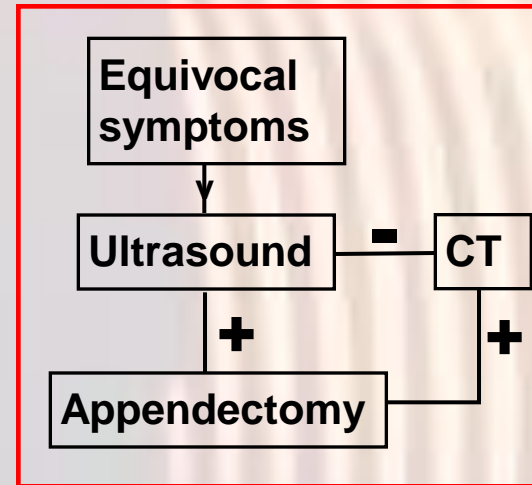 Equivocal
symptoms
Ultrasound - CT
+ +
Appendectomy